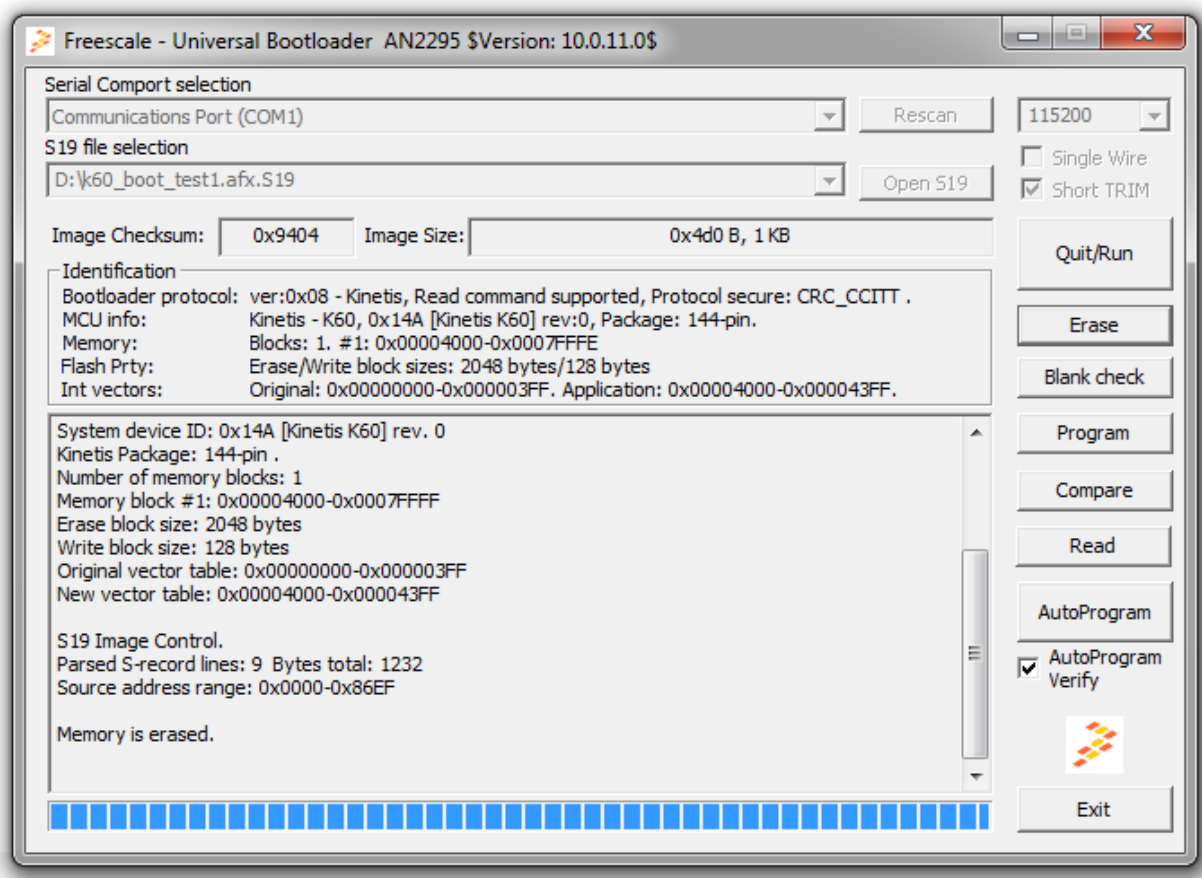 Freescale - Universal Bootloader AN2295 $Version: 10.0.11.0$
Serial Comport selection
Communications Port (COM1)
Rescan
115200
S19 file selection
Single Wire
D:\k60_boot_test1.afx.S19
Open S19
Short TRIM
Image Checksum: 0x9404 Image Size: 0x4d0 B, 1 KB
Quit/Run
Identification
Bootloader protocol: ver:0x08 - Kinetis, Read command supported, Protocol secure: CRC_CCITT .
MCU info: Kinetis - K60, 0x14A [Kinetis K60] rev:0, Package: 144-pin.
Memory: Blocks: 1. #1: 0x00004000-0x0007FFFE
Flash Prty: Erase/Write block sizes: 2048 bytes/128 bytes
Int vectors: Original: 0x00000000-0x000003FF. Application: 0x00004000-0x000043FF.
Erase
Blank check
System device ID: 0x14A [Kinetis K60] rev. 0
Kinetis Package: 144-pin .
Number of memory blocks: 1
Memory block #1: 0x00004000-0x0007FFFF
Erase block size: 2048 bytes
Write block size: 128 bytes
Original vector table: 0x00000000-0x000003FF
New vector table: 0x00004000-0x000043FF
S19 Image Control.
Parsed S-record lines: 9 Bytes total: 1232
Source address range: 0x0000-0x86EF
Memory is erased.
Program
Compare
Read
AutoProgram
AutoProgram
Verify
Exit